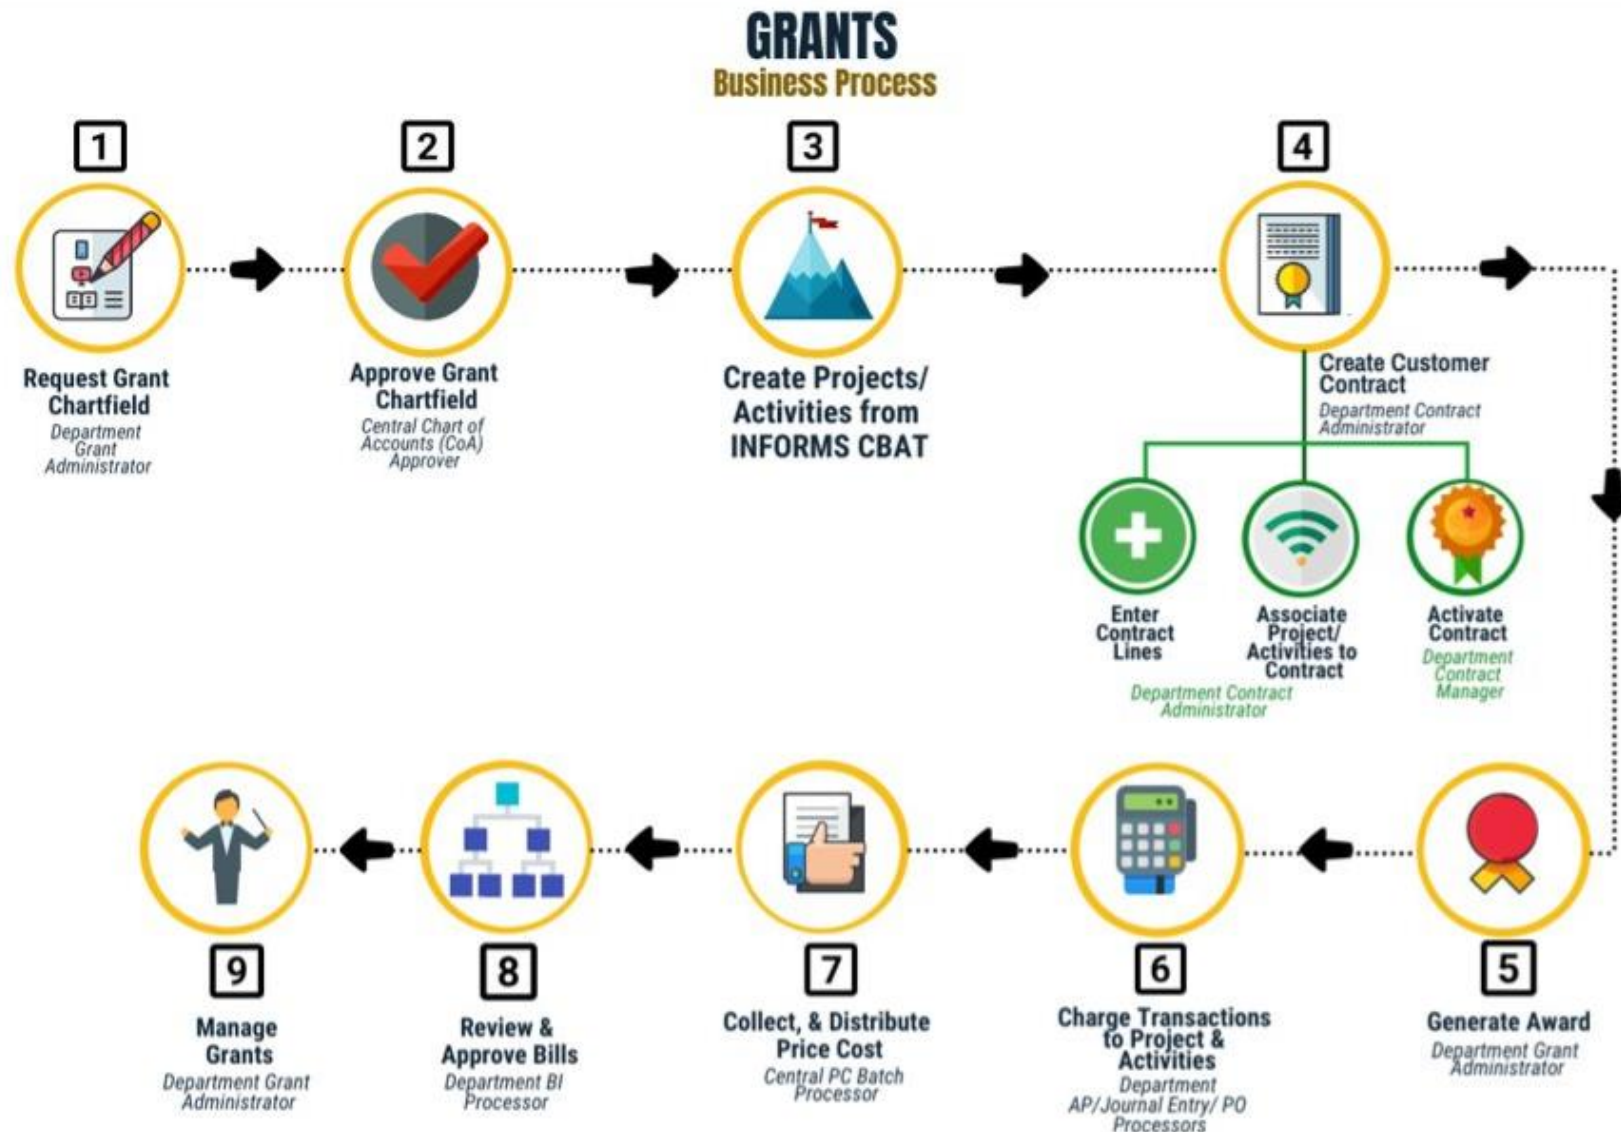 GRANTS
Business Process
1
2
3
4
Request Grant
Chartfield
Department
Grant
Administrator
Approve Grant
Chartfield
Central Chart of
Accounts (CoA)
Approver
Create Projects/
Activities from
INFORMS CBAT
Create Customer
Contract
Department Contract
Administrator
Enter
Contract
Lines
Associate
Project/
Activities to
Contract
Department Contract
Administrator
Activate
Contract
Department
Contract
Manager
9
Manage
Grants
Department Grant
Administrator
8
Review &
Approve Bills
Department BI
Processor
7
Collect, & Distribute
Price Cost
Central PC Batch
Processor
6
Charge Transactions
to Project &
Activities
Department
AP/Journal Entry/ PO
Processors
5
Generate Award
Department Grant
Administrator